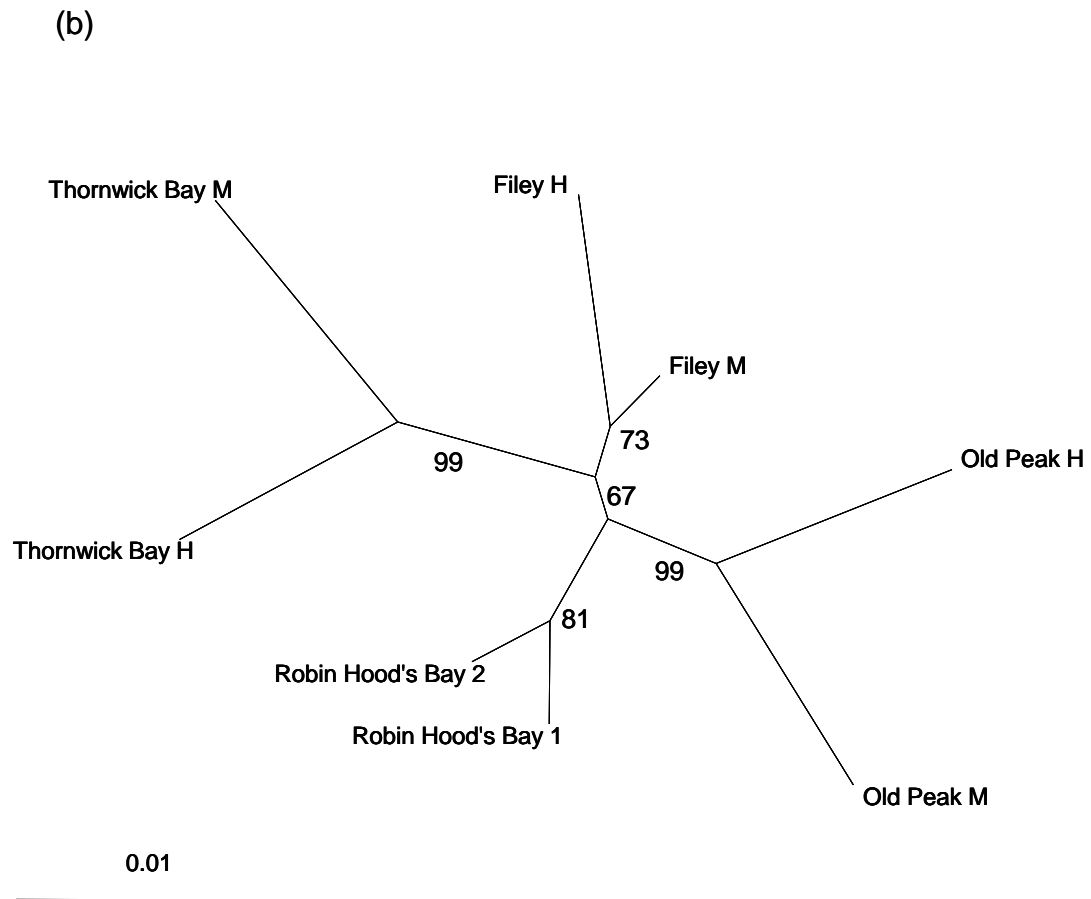 (b)
Thornwick Bay M
Filey H
Filey M
73
99
Old Peak H
67
Thornwick Bay H
99
81
Robin Hood's Bay 2
Robin Hood's Bay 1
Old Peak M
0.01